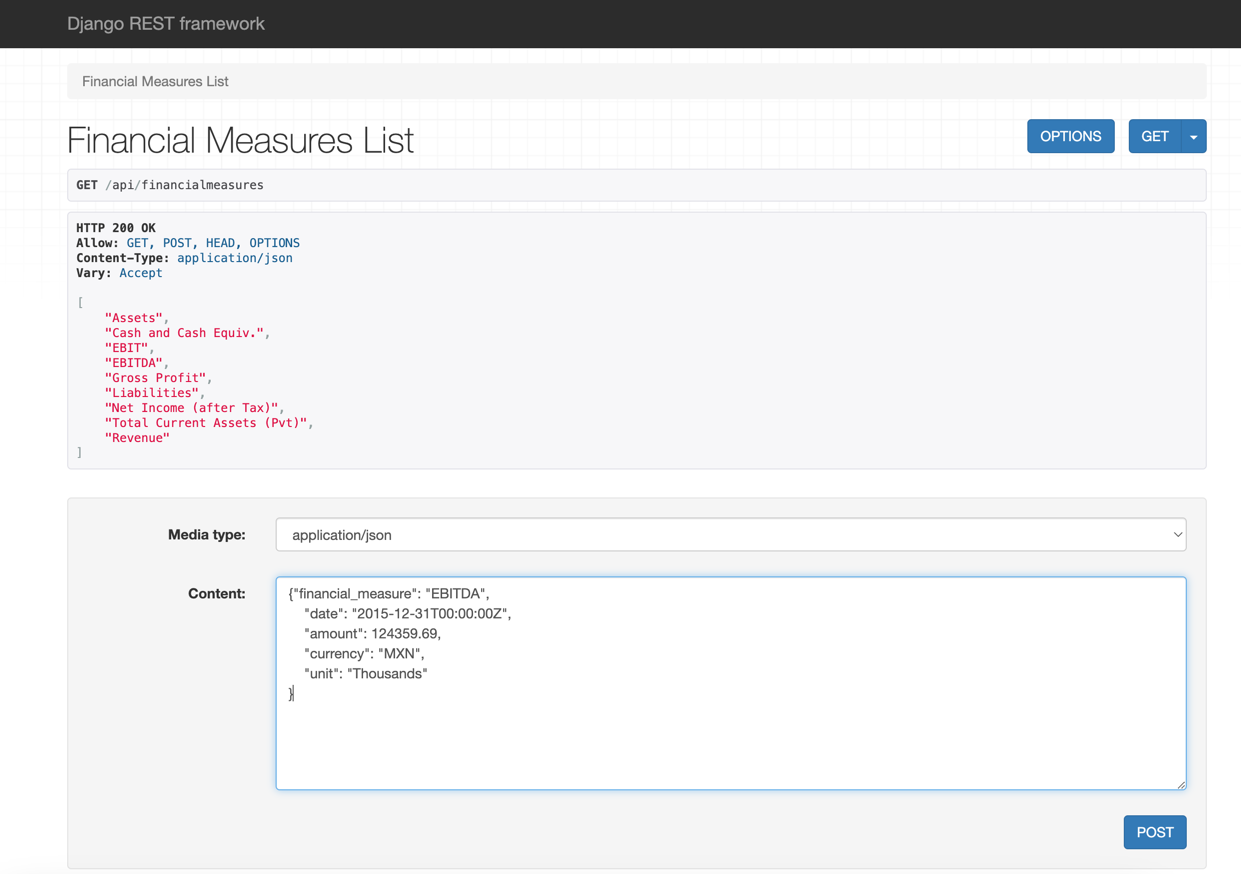 Django REST framework
Financial Measures List
Financial Measures List
OPTIONS
GET
GET /api/financialmeasures
HTTP 200 OK
Allow: GET, POST, HEAD, OPTIONS
Content-Type: application/json
Vary: Accept
[
"Assets",
"Cash and Cash Equiv.",
"EBIT",
"EBITDA",
"Gross Profit",
"Liabilities",
"Net Income (after Tax)",
"Total Current Assets (Pvt)",
"Revenue"
]
Media type:
application/json
Content:
{"financial_measure": "EBITDA",
"date": "2015-12-31T00:00:00Z",
"amount": 124359.69,
"currency": "MXN",
"unit": "Thousands"
}
POST